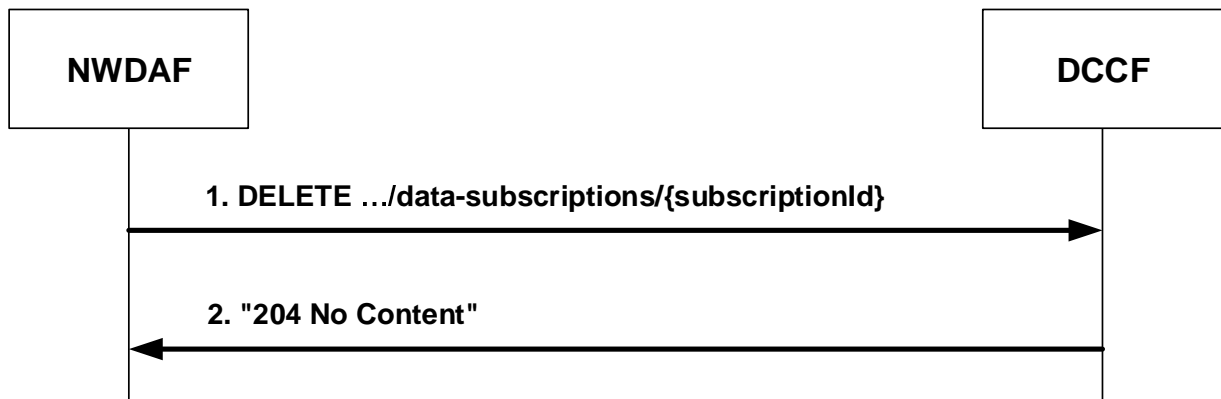 NWDAF
DCCF
1. DELETE …/data-subscriptions/{subscriptionId}
2. "204 No Content"